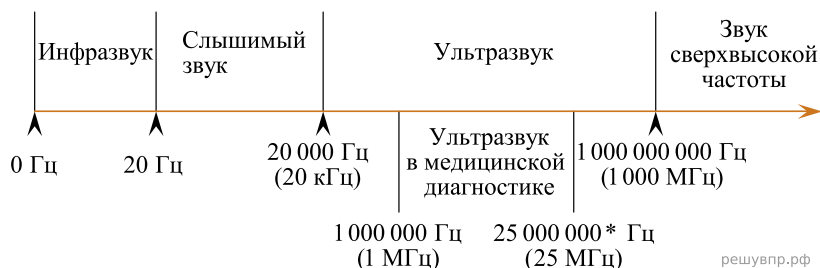 Инфразвук
Слышимый
звук
Ультразвук
Звук
сверхвысокой
частоты
0 Гц
20 Гц
20 000 Гц
(20 кГц)
Ультразвук
в медицинской
диагностике
1 000 000 000 Гц
(1 000 МГц)
1 000 000 Гц
(1 МГц)
25 000 000* Гц
(25 МГц)
решувпр.рф